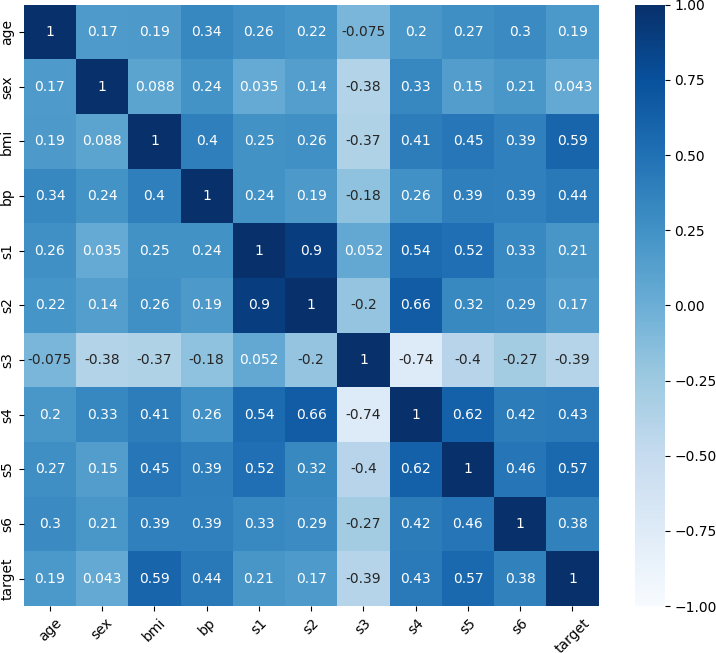 age 1 0.17 0.19 0.34 0.26 0.22 -0.075 0.2 0.27 0.3 0.19
sex 0.17 1 0.088 0.24 0.035 0.14 -0.38 0.33 0.15 0.21 0.043
bmi 0.19 0.088 1 0.4 0.25 0.26 -0.37 0.41 0.45 0.39 0.59
bp 0.34 0.24 0.4 1 0.24 0.19 -0.18 0.26 0.39 0.39 0.44
s1 0.26 0.035 0.25 0.24 1 0.9 0.052 0.54 0.52 0.33 0.21
s2 0.22 0.14 0.26 0.19 0.9 1 -0.2 0.66 0.32 0.29 0.17
s3 -0.075 -0.38 -0.37 -0.18 0.052 -0.2 1 -0.74 -0.4 -0.27 -0.39
s4 0.2 0.33 0.41 0.26 0.54 0.66 -0.74 1 0.62 0.42 0.43
s5 0.27 0.15 0.45 0.39 0.52 0.32 -0.4 0.62 1 0.46 0.57
s6 0.3 0.21 0.39 0.39 0.33 0.29 -0.27 0.42 0.46 1 0.38
target 0.19 0.043 0.59 0.44 0.21 0.17 -0.39 0.43 0.57 0.38 1
age sex bmi bp s1 s2 s3 s4 s5 s6 target
1.00
0.75
0.50
0.25
0.00
−0.25
−0.50
−0.75
−1.00